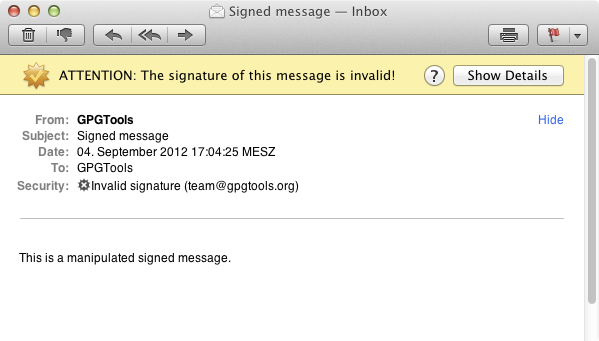 Signed message — Inbox
ATTENTION: The signature of this message is invalid!
?
Show Details
From: GPGTools
Hide
Subject: Signed message
Date: 04. September 2012 17:04:25 MESZ
To: GPGTools
Security: Invalid signature (team@gpgtools.org)
This is a manipulated signed message.